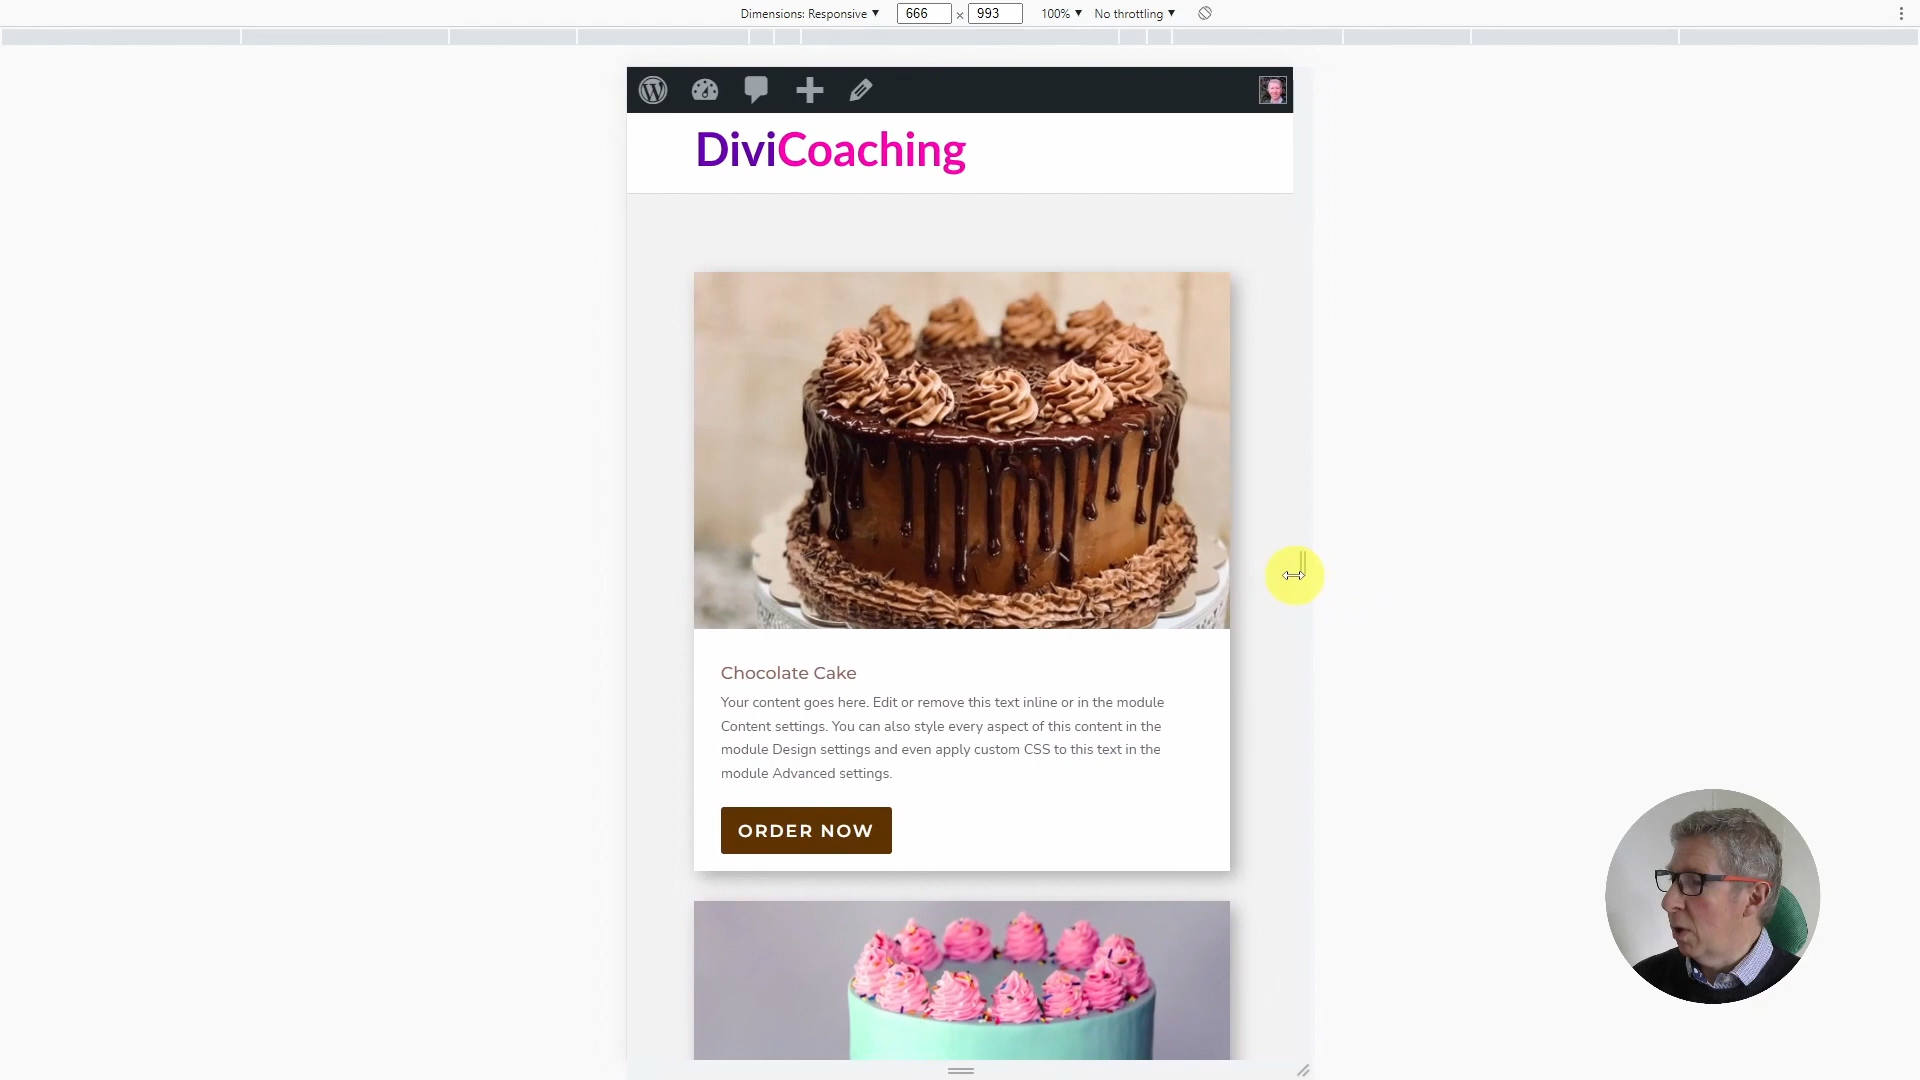 Dimensions: Responsive ▼ 666 × 993 100% ▼ No throttling ▼
DiviCoaching
Chocolate Cake
Your content goes here. Edit or remove this text inline or in the module
Content settings. You can also style every aspect of this content in the
module Design settings and even apply custom CSS to this text in the
module Advanced settings.
ORDER NOW